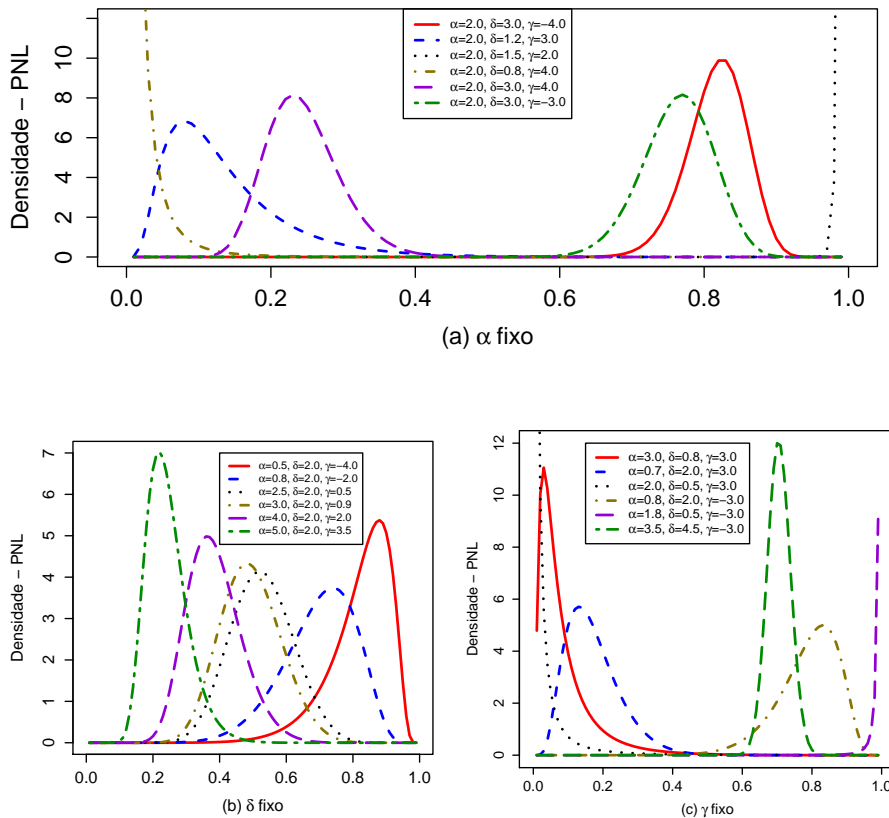 α=2.0, δ=3.0, γ=−4.0
α=2.0, δ=1.2, γ=3.0
α=2.0, δ=1.5, γ=2.0
α=2.0, δ=0.8, γ=4.0
α=2.0, δ=3.0, γ=4.0
α=2.0, δ=3.0, γ=−3.0
Densidade − PNL
10
8
6
4
2
0
0.0 0.2 0.4 0.6 0.8 1.0
(a) α fixo
α=0.5, δ=2.0, γ=−4.0
α=0.8, δ=2.0, γ=−2.0
α=2.5, δ=2.0, γ=0.5
α=3.0, δ=2.0, γ=0.9
α=4.0, δ=2.0, γ=2.0
α=5.0, δ=2.0, γ=3.5
Densidade − PNL
7
6
5
4
3
2
1
0
0.0 0.2 0.4 0.6 0.8 1.0
(b) δ fixo
α=3.0, δ=0.8, γ=3.0
α=0.7, δ=2.0, γ=3.0
α=2.0, δ=0.5, γ=3.0
α=0.8, δ=2.0, γ=−3.0
α=1.8, δ=0.5, γ=−3.0
α=3.5, δ=4.5, γ=−3.0
Densidade − PNL
12
10
8
6
4
2
0
0.0 0.2 0.4 0.6 0.8 1.0
(c) γ fixo